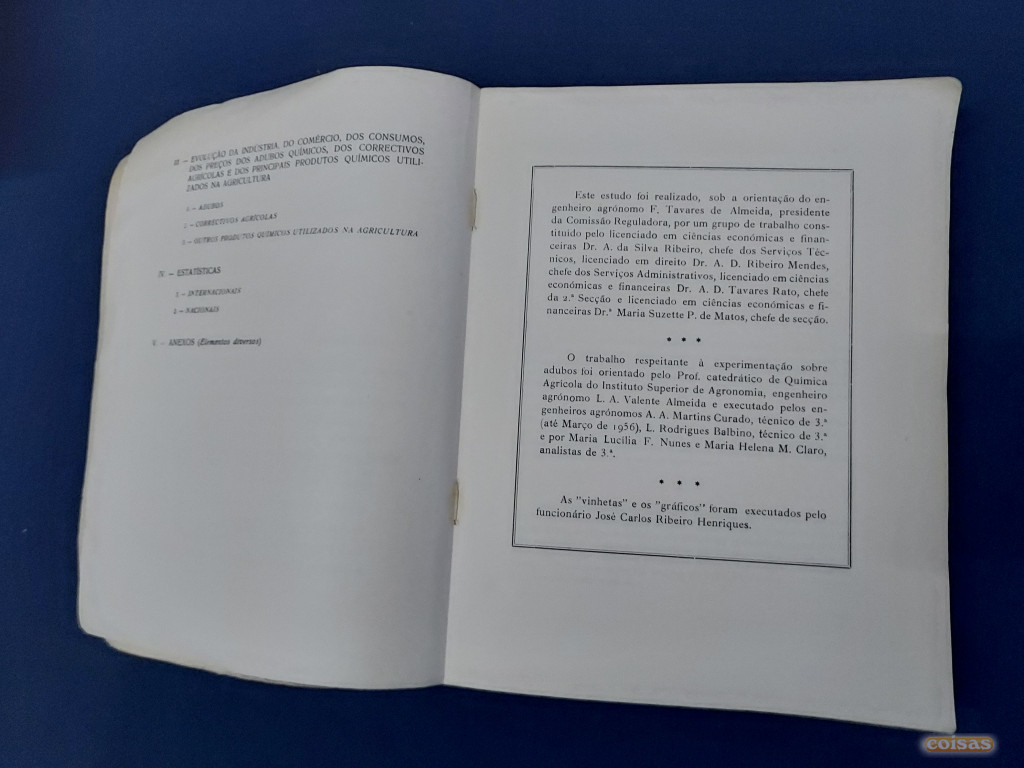 III. — EVOLUÇÃO DA INDÚSTRIA, DO COMÉRCIO, DOS CONSUMOS,
DOS PREÇOS DOS ADUBOS QUÍMICOS, DOS CORRECTIVOS
AGRÍCOLAS E DOS PRINCIPAIS PRODUTOS QUÍMICOS UTILI-
ZADOS NA AGRICULTURA
1. — ADUBOS
2. — CORRECTIVOS AGRÍCOLAS
3. — OUTROS PRODUTOS QUÍMICOS UTILIZADOS NA AGRICULTURA
IV. — ESTATÍSTICAS
1. — INTERNACIONAIS
2. — NACIONAIS
V. — ANEXOS (Elementos diversos)
Este estudo foi realizado, sob a orientação do en-
genheiro agrónomo F. Tavares de Almeida, presidente
da Comissão Reguladora, por um grupo de trabalho cons-
tituído pelo licenciado em ciências económicas e finan-
ceiras Dr. A. da Silva Ribeiro, chefe dos Serviços Téc-
nicos, licenciado em direito Dr. A. D. Ribeiro Mendes,
chefe dos Serviços Administrativos, licenciado em ciências
económicas e financeiras Dr. A. D. Tavares Rato, chefe
da 2.ª Secção e licenciado em ciências económicas e fi-
nanceiras Dr.ª Maria Suzette P. de Matos, chefe de secção.
* * *
O trabalho respeitante à experimentação sobre
adubos foi orientado pelo Prof. catedrático de Química
Agrícola do Instituto Superior de Agronomia, engenheiro
agrónomo L. A. Valente Almeida e executado pelos en-
genheiros agrónomos A. A. Martins Curado, técnico de 3.ª
(até Março de 1956), L. Rodrigues Balbino, técnico de 3.ª
e por Maria Lucília F. Nunes e Maria Helena M. Claro,
analistas de 3.ª.
* * *
As "vinhetas" e os "gráficos" foram executados pelo
funcionário José Carlos Ribeiro Henriques.
coisas